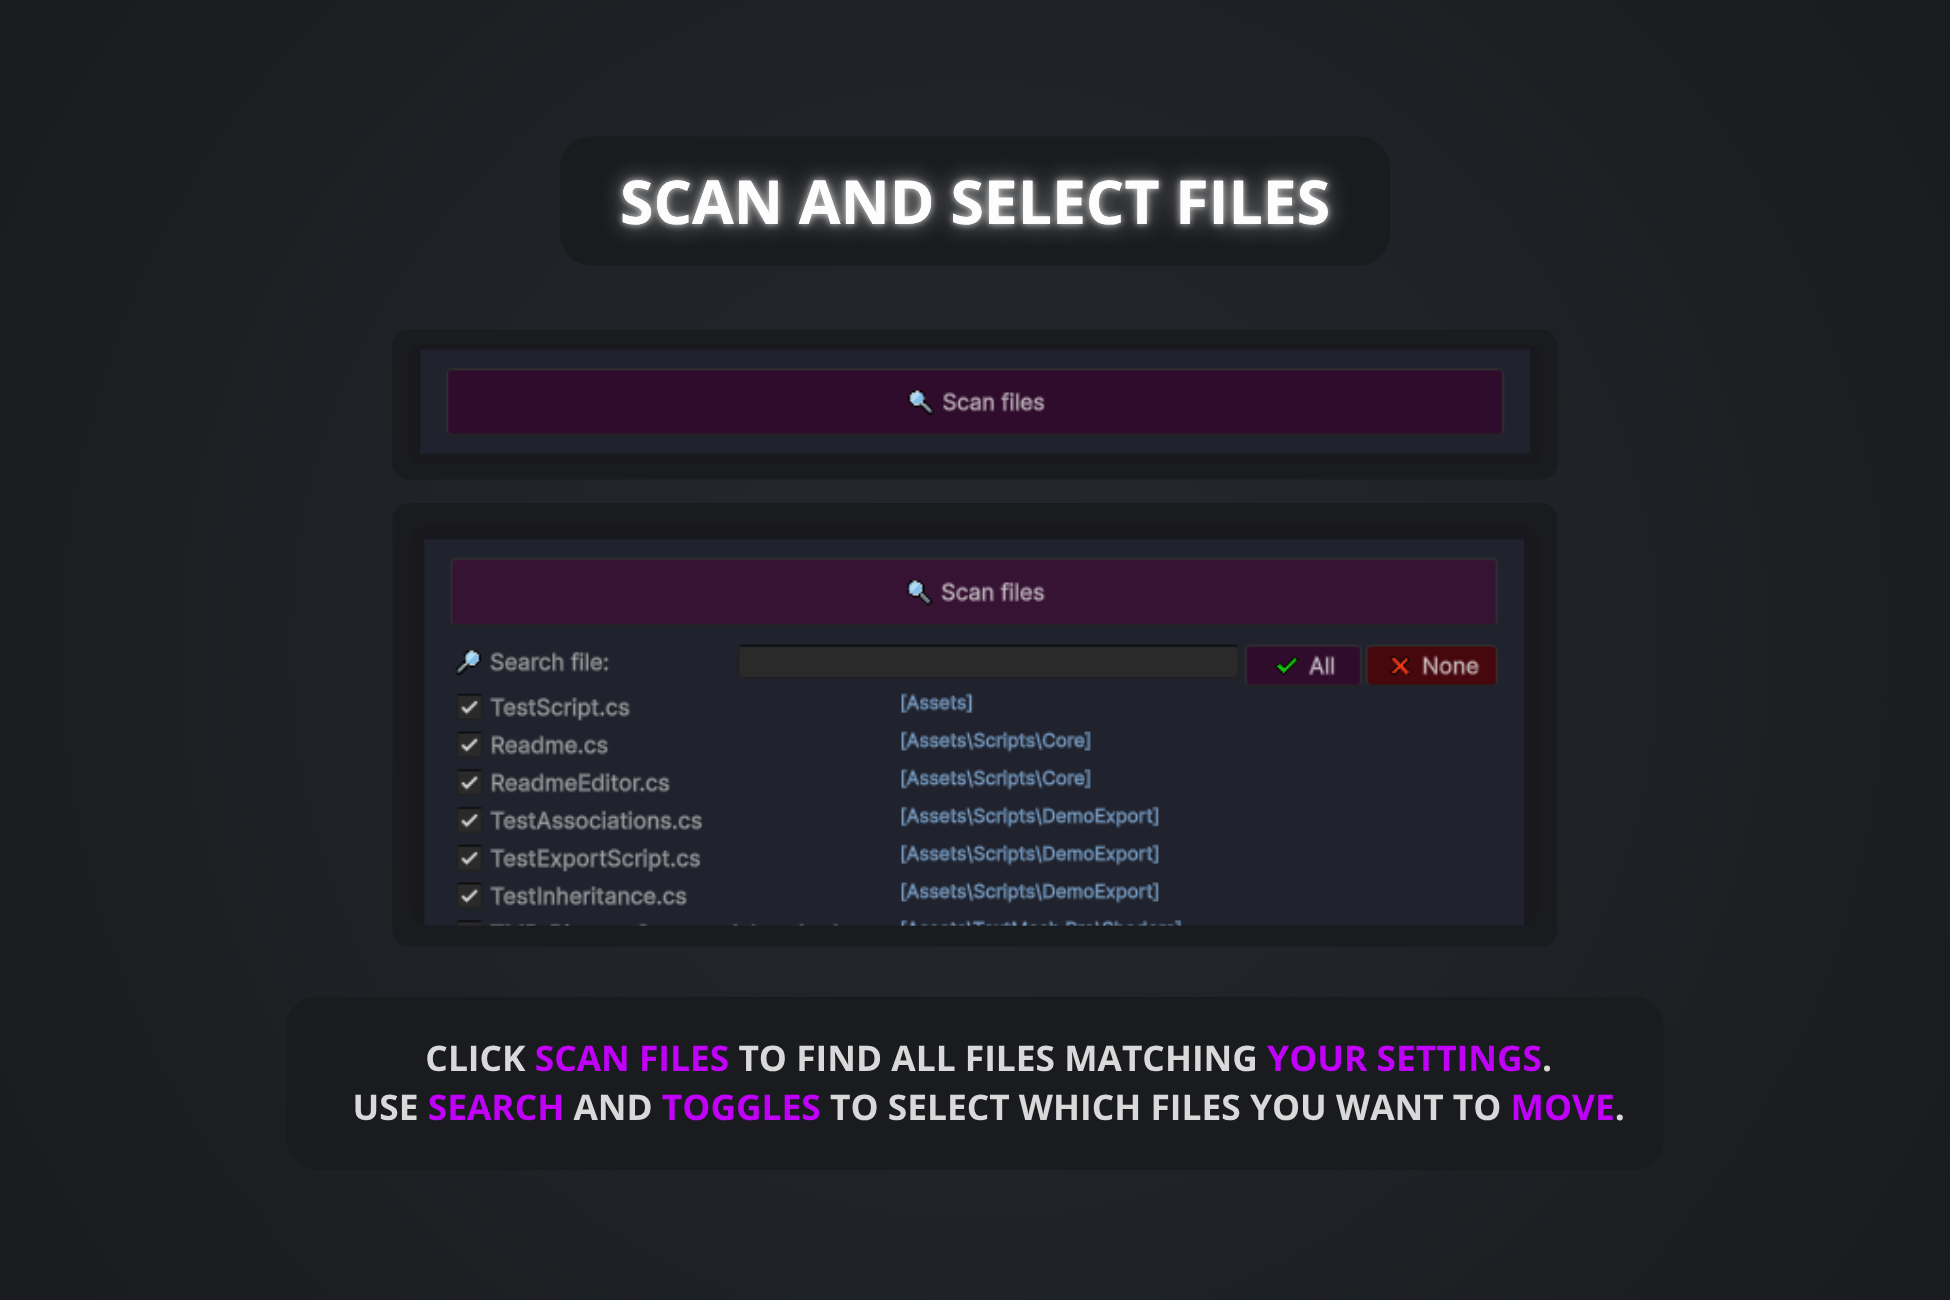 SCAN AND SELECT FILES
Scan files
Scan files
Search file:
All
None
TestScript.cs [Assets]
Readme.cs [Assets\Scripts\Core]
ReadmeEditor.cs [Assets\Scripts\Core]
TestAssociations.cs [Assets\Scripts\DemoExport]
TestExportScript.cs [Assets\Scripts\DemoExport]
TestInheritance.cs [Assets\Scripts\DemoExport]
CLICK SCAN FILES TO FIND ALL FILES MATCHING YOUR SETTINGS.
USE SEARCH AND TOGGLES TO SELECT WHICH FILES YOU WANT TO MOVE.